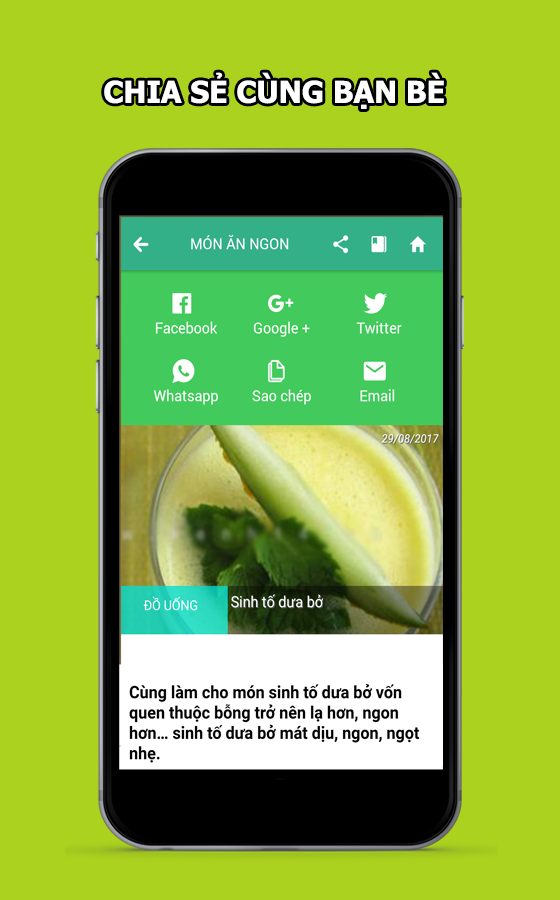 CHIA SẺ CÙNG BẠN BÈ
MÓN ĂN NGON
Facebook
Google +
Twitter
Whatsapp
Sao chép
Email
29/08/2017
ĐỒ UỐNG
Sinh tố dưa bở
Cùng làm cho món sinh tố dưa bở vốn
quen thuộc bỗng trở nên lạ hơn, ngon
hơn… sinh tố dưa bở mát dịu, ngon, ngọt
nhẹ.